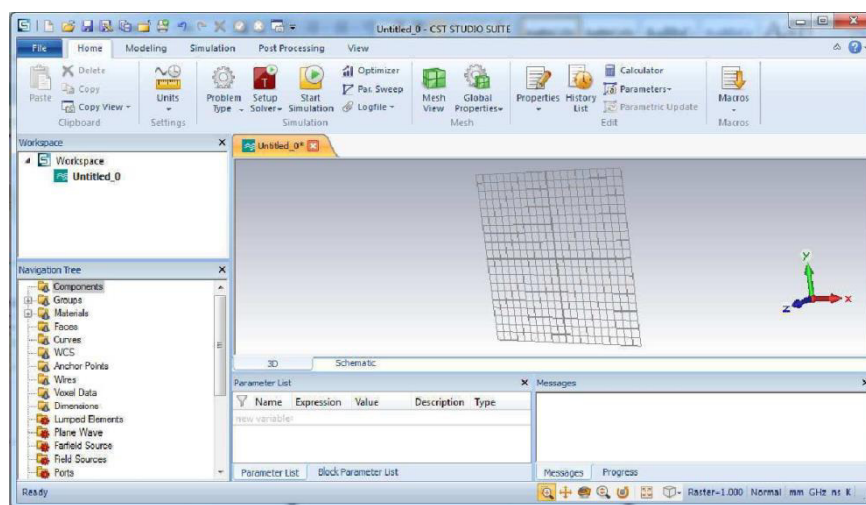 Untitled_0 - CST STUDIO SUITE
File Home Modeling Simulation Post Processing View
Paste
Delete
Copy
Copy View
Clipboard
Units
Settings
Problem Type
Setup Solver
Start Simulation
Optimizer
Par. Sweep
Logfile
Simulation
Mesh View
Global Properties
Mesh
Properties
History List
Calculator
Parameters
Parametric Update
Edit
Macros
Macros
Workspace
Workspace
Untitled_0
Untitled_0*
Navigation Tree
Components
Groups
Materials
Faces
Curves
WCS
Anchor Points
Wires
Voxel Data
Dimensions
Lumped Elements
Plane Wave
Farfield Source
Field Sources
Ports
y
x
z
3D Schematic
Parameter List
Name Expression Value Description Type
new variable
Parameter List Block Parameter List
Messages
Messages Progress
Ready
Raster=1.000 Normal mm GHz ns K